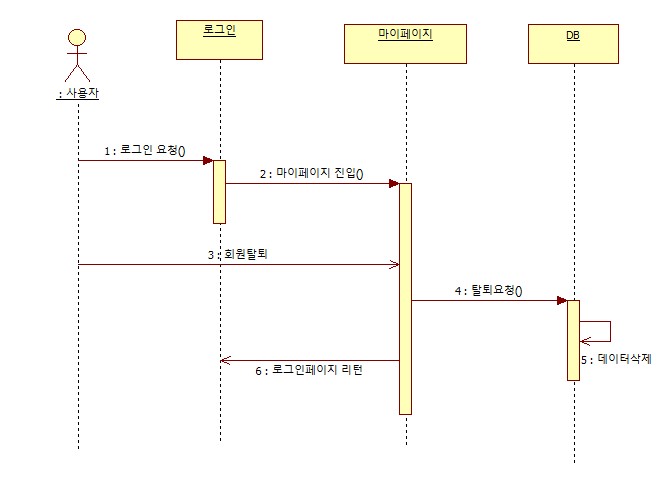 로그인
마이페이지
DB
: 사용자
1 : 로그인 요청()
2 : 마이페이지 진입()
3 : 회원탈퇴
4 : 탈퇴요청()
5 : 데이터삭제
6 : 로그인페이지 리턴